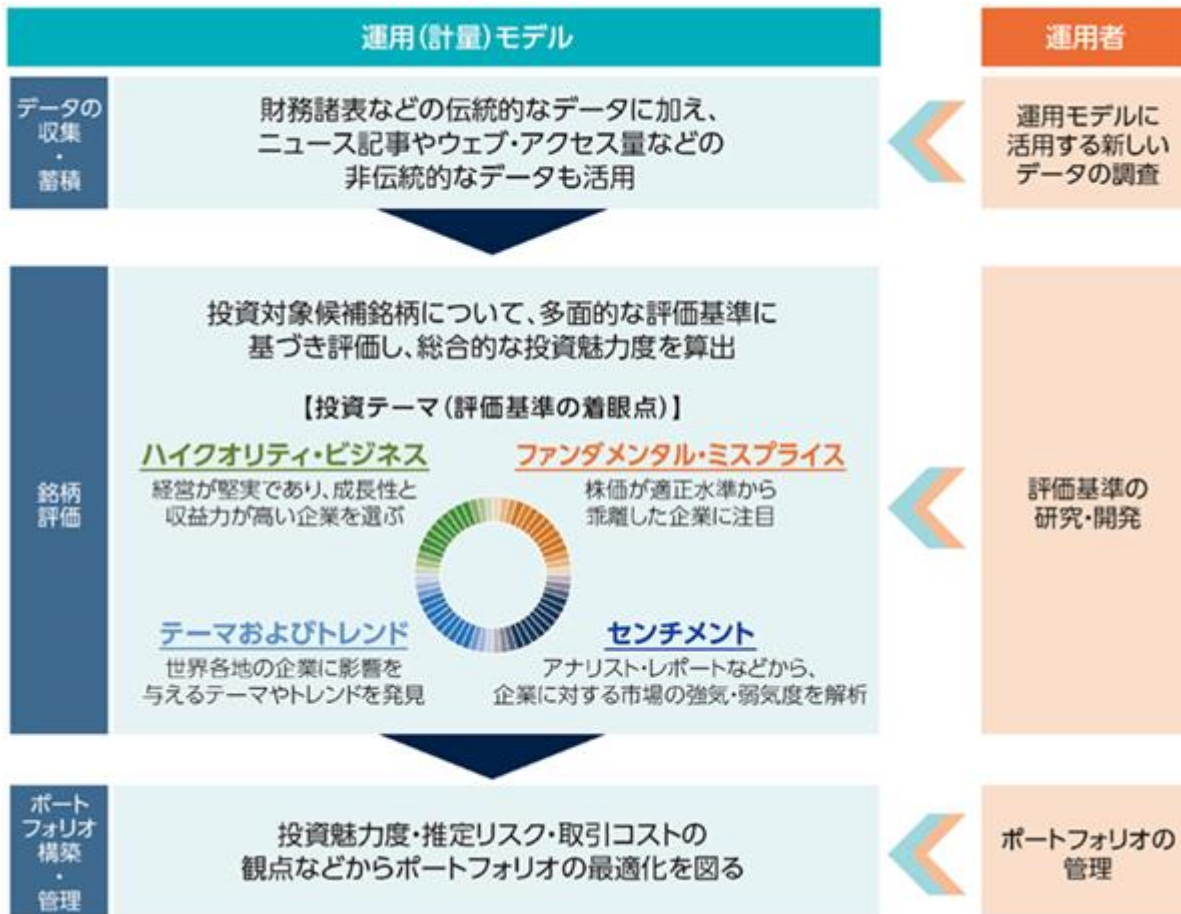 運用(計量)モデル
運用者
データの
収集
・
蓄積
財務諸表などの伝統的なデータに加え、
ニュース記事やウェブ・アクセス量などの
非伝統的なデータも活用
運用モデルに
活用する新しい
データの調査
銘柄
評価
投資対象候補銘柄について、多面的な評価基準に
基づき評価し、総合的な投資魅力度を算出
【投資テーマ(評価基準の着眼点)】
ハイクオリティ・ビジネス
経営が堅実であり、成長性と
収益力が高い企業を選ぶ
ファンダメンタル・ミスプライス
株価が適正水準から
乖離した企業に注目
テーマおよびトレンド
世界各地の企業に影響を
与えるテーマやトレンドを発見
センチメント
アナリスト・レポートなどから、
企業に対する市場の強気・弱気度を解析
評価基準の
研究・開発
ポート
フォリオ
構築
・
管理
投資魅力度・推定リスク・取引コストの
観点などからポートフォリオの最適化を図る
ポートフォリオの
管理